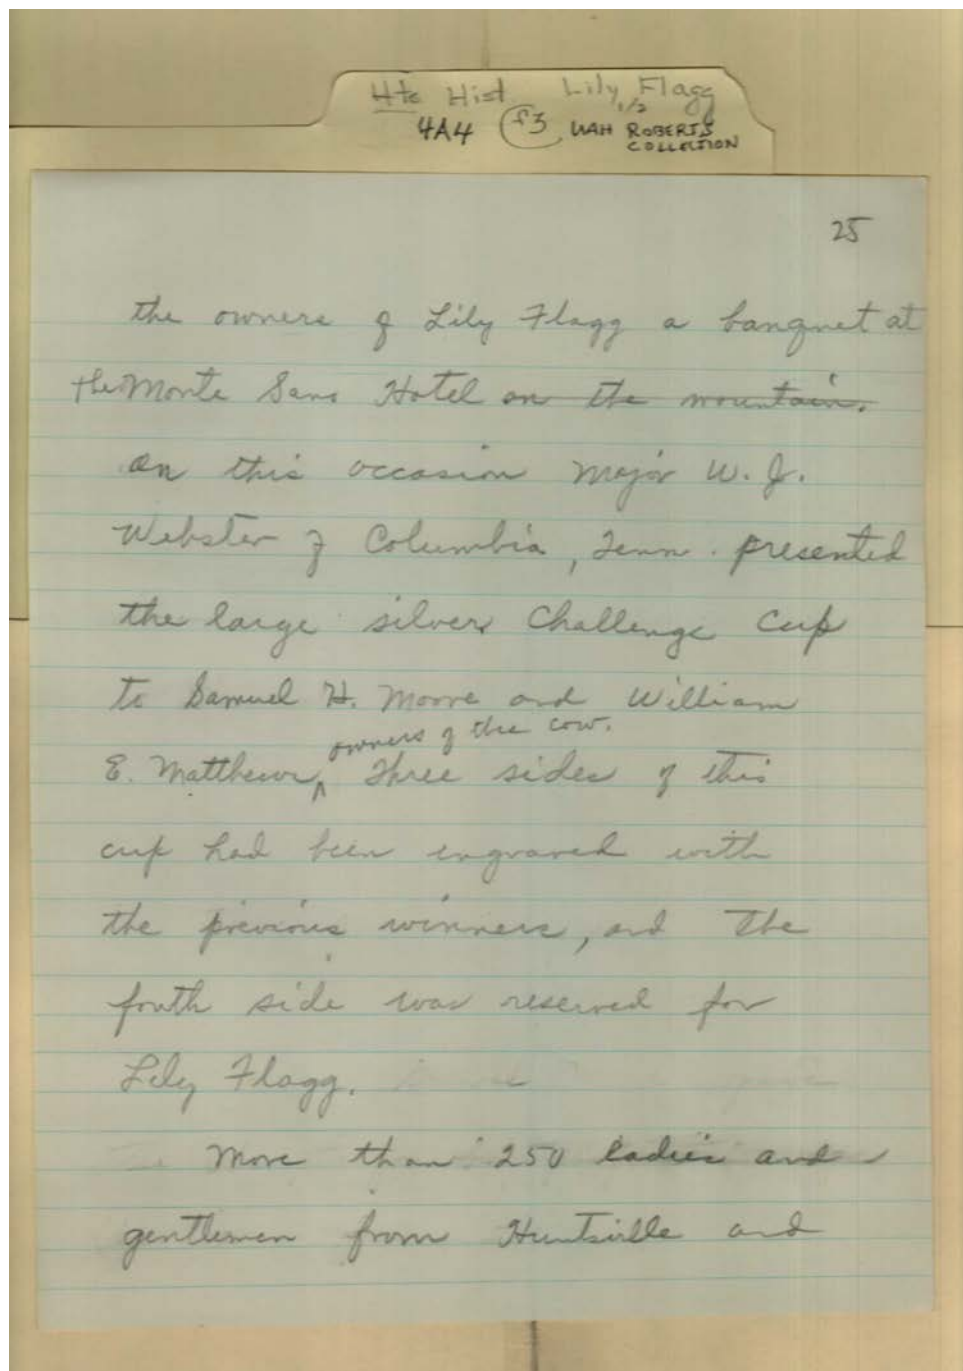 Hte Hist Lily Flagg
1/2
4A4 f3 UAH ROBERTS
COLLECTION
25
the owners of Lily Flagg a banquet at
the Monte Sano Hotel on the mountain.
On this occasion Major W. J.
Webster of Columbia, Tenn. presented
the large silver Challenge Cup
to Samuel H. Moore and William
owners of the cow.
E. Matthews ^ Three sides of this
cup had been engraved with
the previous winners, and the
fouth side was reserved for
Lily Flagg.
More than 250 ladies and
gentlemen from Huntsville and